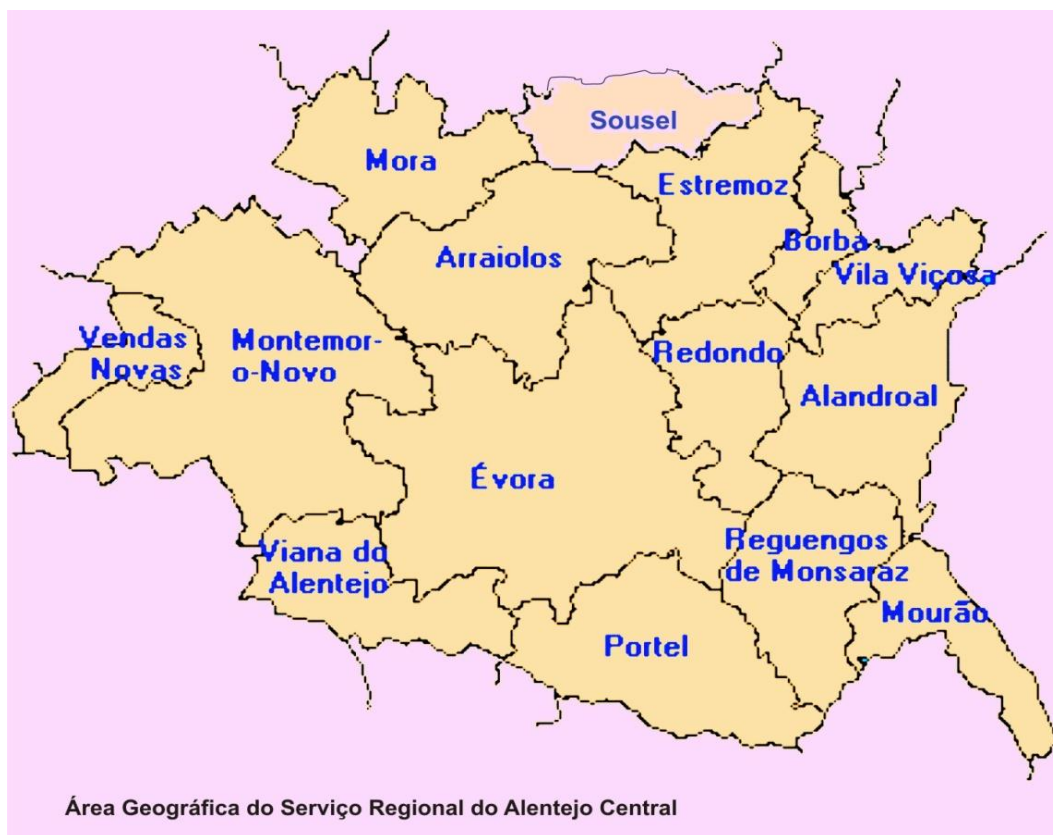 Sousel
Mora
Estremoz
Borba
Arraiolos
Vila Viçosa
Vendas
Novas
Montemor-
o-Novo
Redondo
Alandroal
Évora
Reguengos
de Monsaraz
Viana do
Alentejo
Mourão
Portel
Área Geográfica do Serviço Regional do Alentejo Central